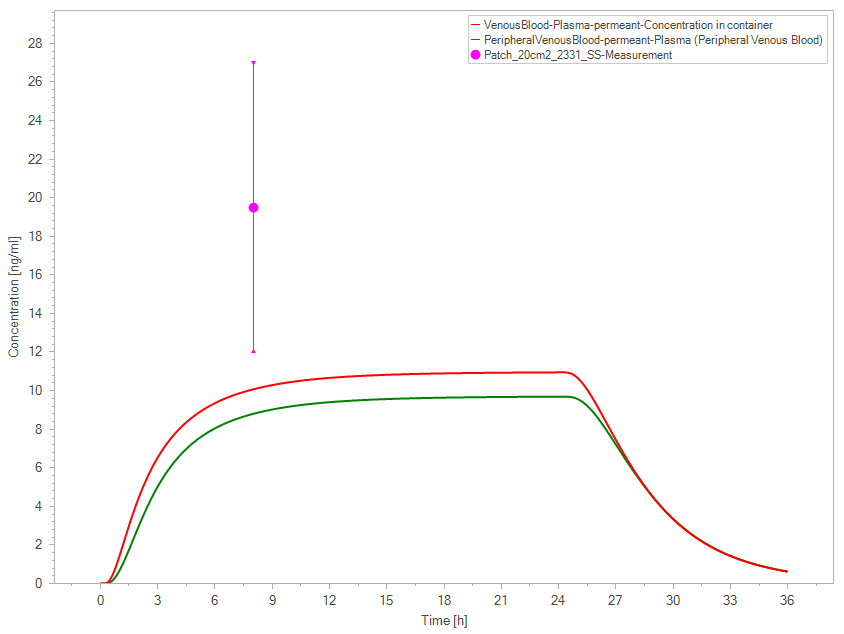 VenousBlood-Plasma-permeant-Concentration in container
PeripheralVenousBlood-permeant-Plasma (Peripheral Venous Blood)
Patch_20cm2_2331_SS-Measurement
28
26
24
22
20
18
16
14
12
10
8
6
4
2
0
Concentration [ng/ml]
0 3 6 9 12 15 18 21 24 27 30 33 36
Time [h]